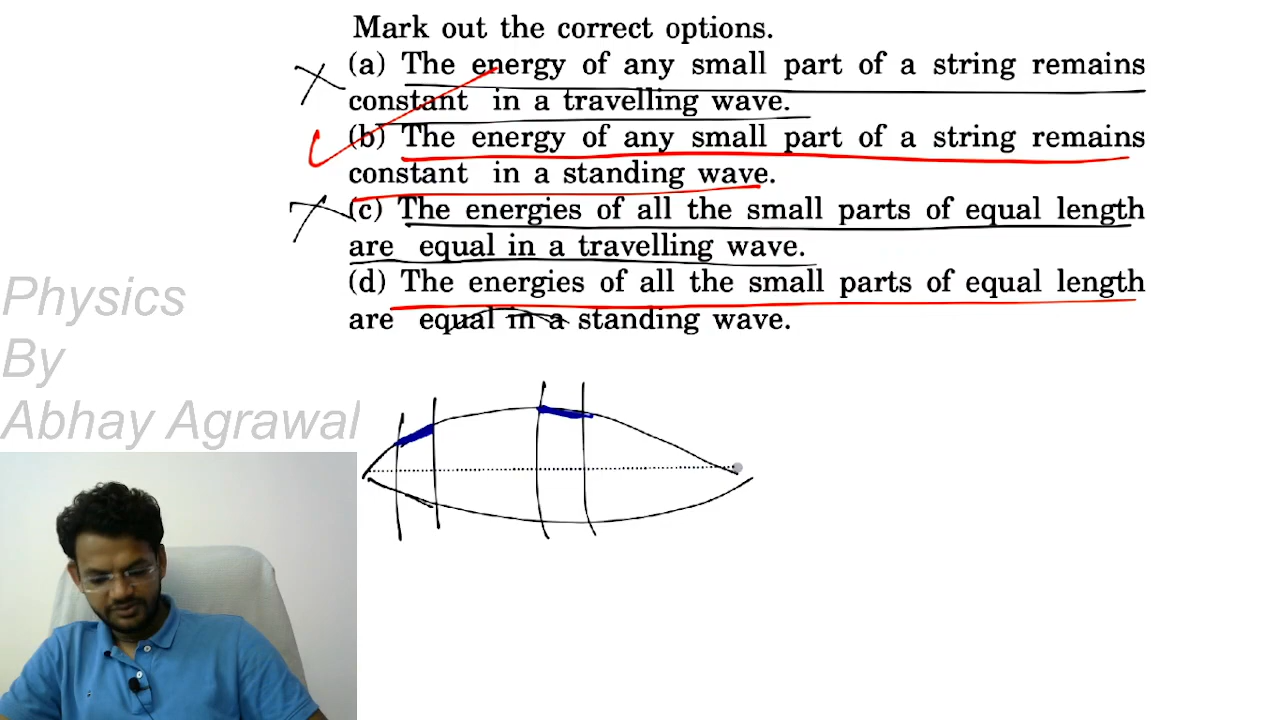 Mark out the correct options.
(a) The energy of any small part of a string remains
constant in a travelling wave.
(b) The energy of any small part of a string remains
constant in a standing wave.
(c) The energies of all the small parts of equal length
are equal in a travelling wave.
(d) The energies of all the small parts of equal length
are equal in a standing wave.
Physics
By
Abhay Agrawal